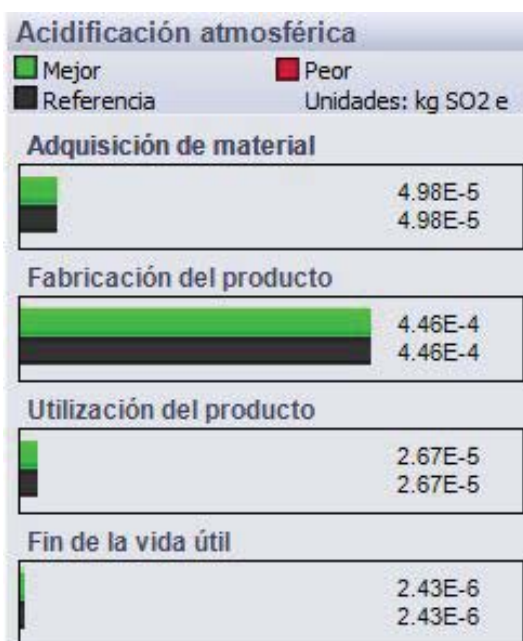 Acidificación atmosférica
Mejor Peor
Referencia Unidades: kg SO2 e
Adquisición de material
4.98E-5
4.98E-5
Fabricación del producto
4.46E-4
4.46E-4
Utilización del producto
2.67E-5
2.67E-5
Fin de la vida útil
2.43E-6
2.43E-6